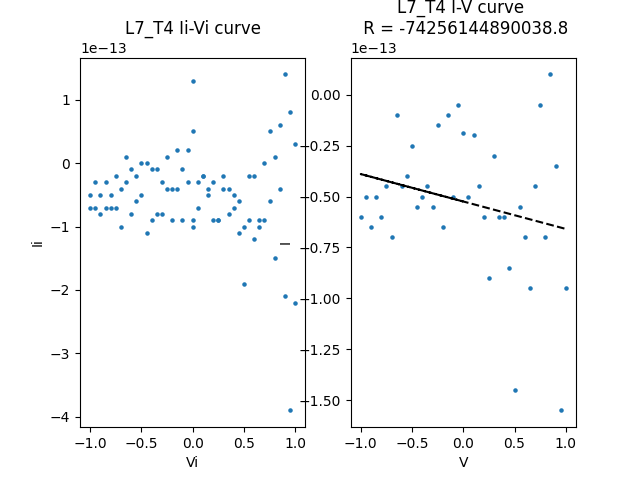 L7_T4 Ii-Vi curve
1e−13
Ii
1
0
−1
−2
−3
−4
−1.0 −0.5 0.0 0.5 1.0
Vi
L7_T4 I-V curve
R = -74256144890038.8
1e−13
I
0.00
−0.25
−0.50
−0.75
−1.00
−1.25
−1.50
−1.0 −0.5 0.0 0.5 1.0
V